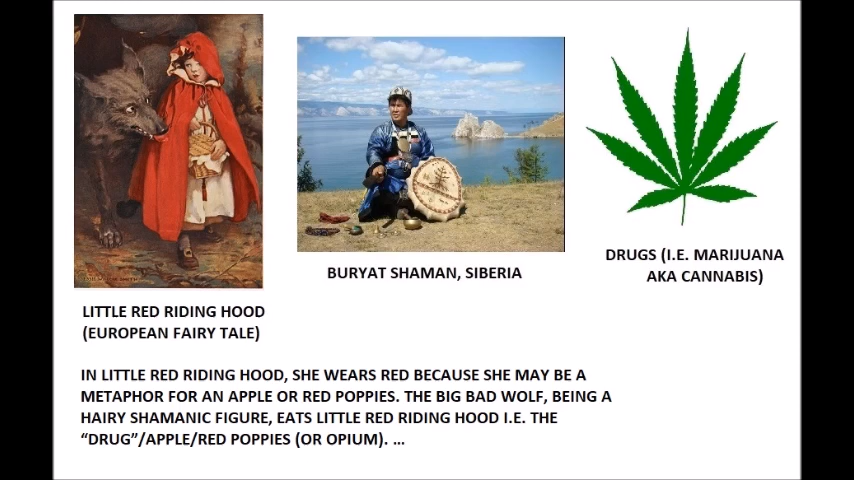 BURYAT SHAMAN, SIBERIA
DRUGS (I.E. MARIJUANA
AKA CANNABIS)
LITTLE RED RIDING HOOD
(EUROPEAN FAIRY TALE)
IN LITTLE RED RIDING HOOD, SHE WEARS RED BECAUSE SHE MAY BE A
METAPHOR FOR AN APPLE OR RED POPPIES. THE BIG BAD WOLF, BEING A
HAIRY SHAMANIC FIGURE, EATS LITTLE RED RIDING HOOD I.E. THE
“DRUG”/APPLE/RED POPPIES (OR OPIUM). ...